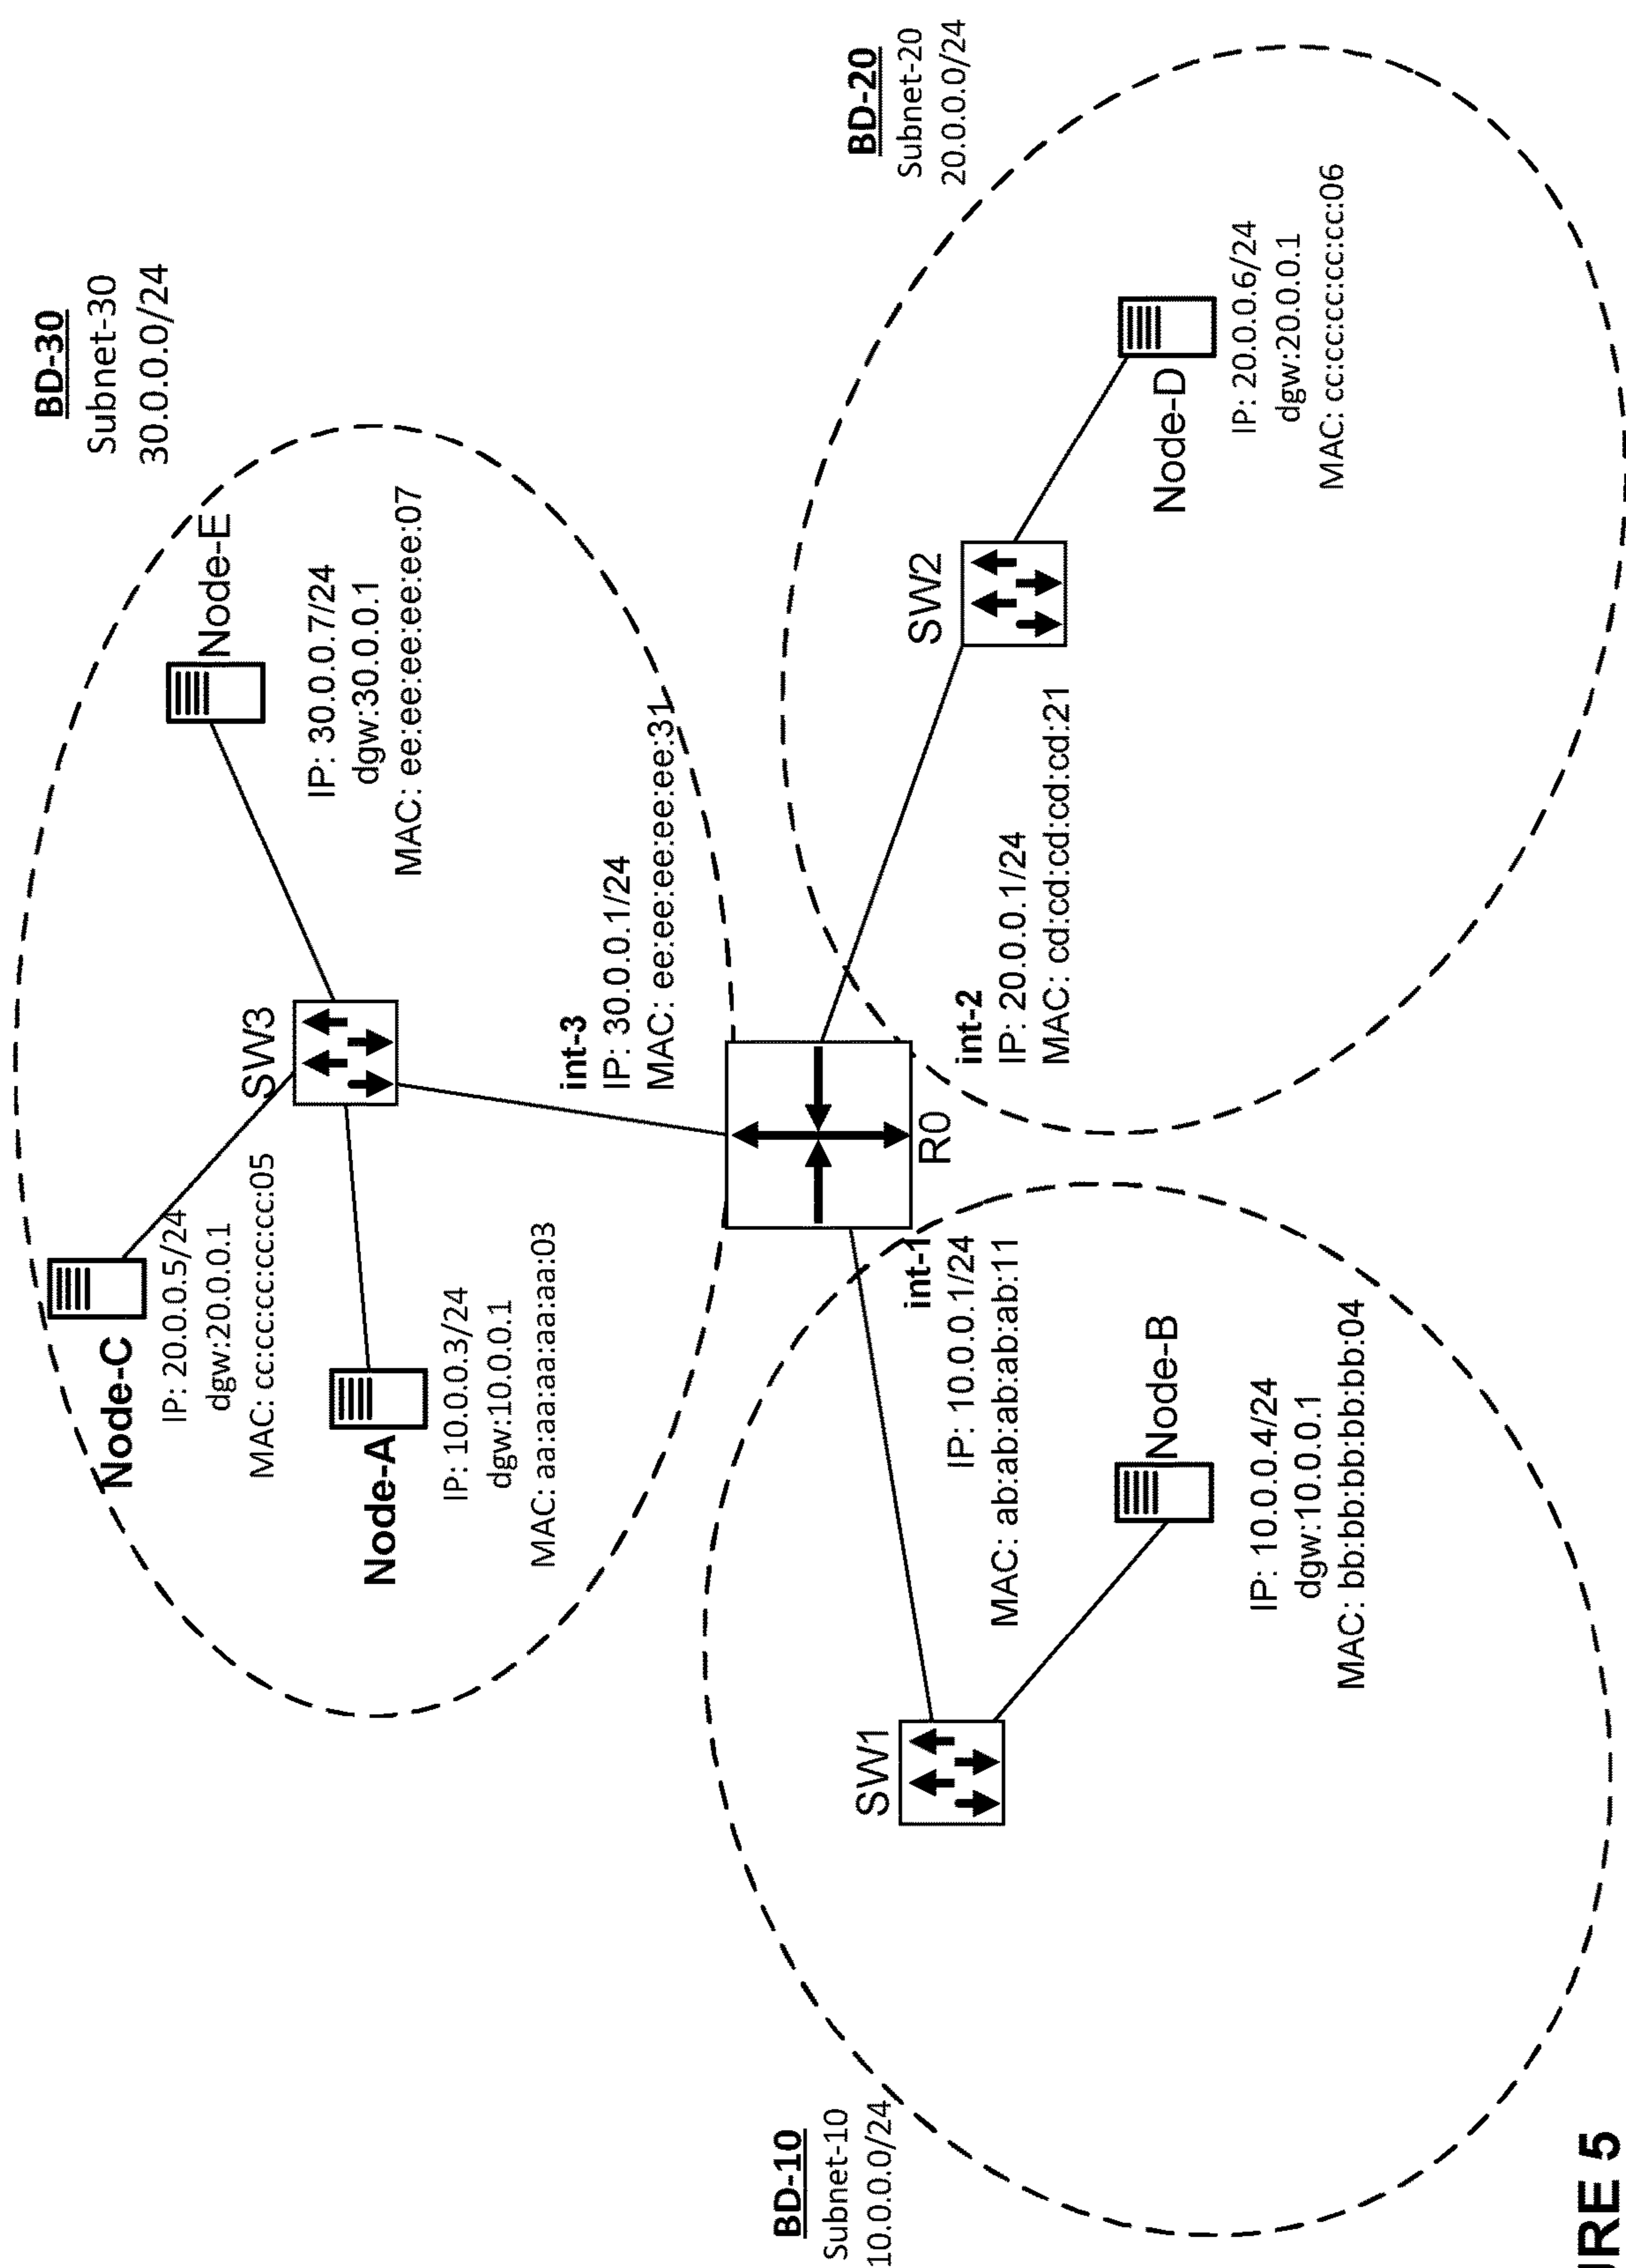 BD-30
Subnet-30
30.0.0.0/24
Node-C
IP: 20.0.0.5/24
dgw:20.0.0.1
MAC: cc:cc:cc:cc:cc:05
SW3
Node-E
IP: 30.0.0.7/24
dgw:30.0.0.1
MAC: ee:ee:ee:ee:ee:07
Node-A
IP: 10.0.0.3/24
dgw:10.0.0.1
MAC: aa:aa:aa:aa:aa:03
int-3
IP: 30.0.0.1/24
MAC: ee:ee:ee:ee:ee:31
BD-10
Subnet-10
10.0.0.0/24
SW1
int-1
IP: 10.0.0.1/24
MAC: ab:ab:ab:ab:ab:11
R0
Node-B
IP: 10.0.0.4/24
dgw:10.0.0.1
MAC: bb:bb:bb:bb:bb:04
BD-20
Subnet-20
20.0.0.0/24
SW2
int-2
IP: 20.0.0.1/24
MAC: cd:cd:cd:cd:cd:21
Node-D
IP: 20.0.0.6/24
dgw:20.0.0.1
MAC: cc:cc:cc:cc:cc:06
RE 5